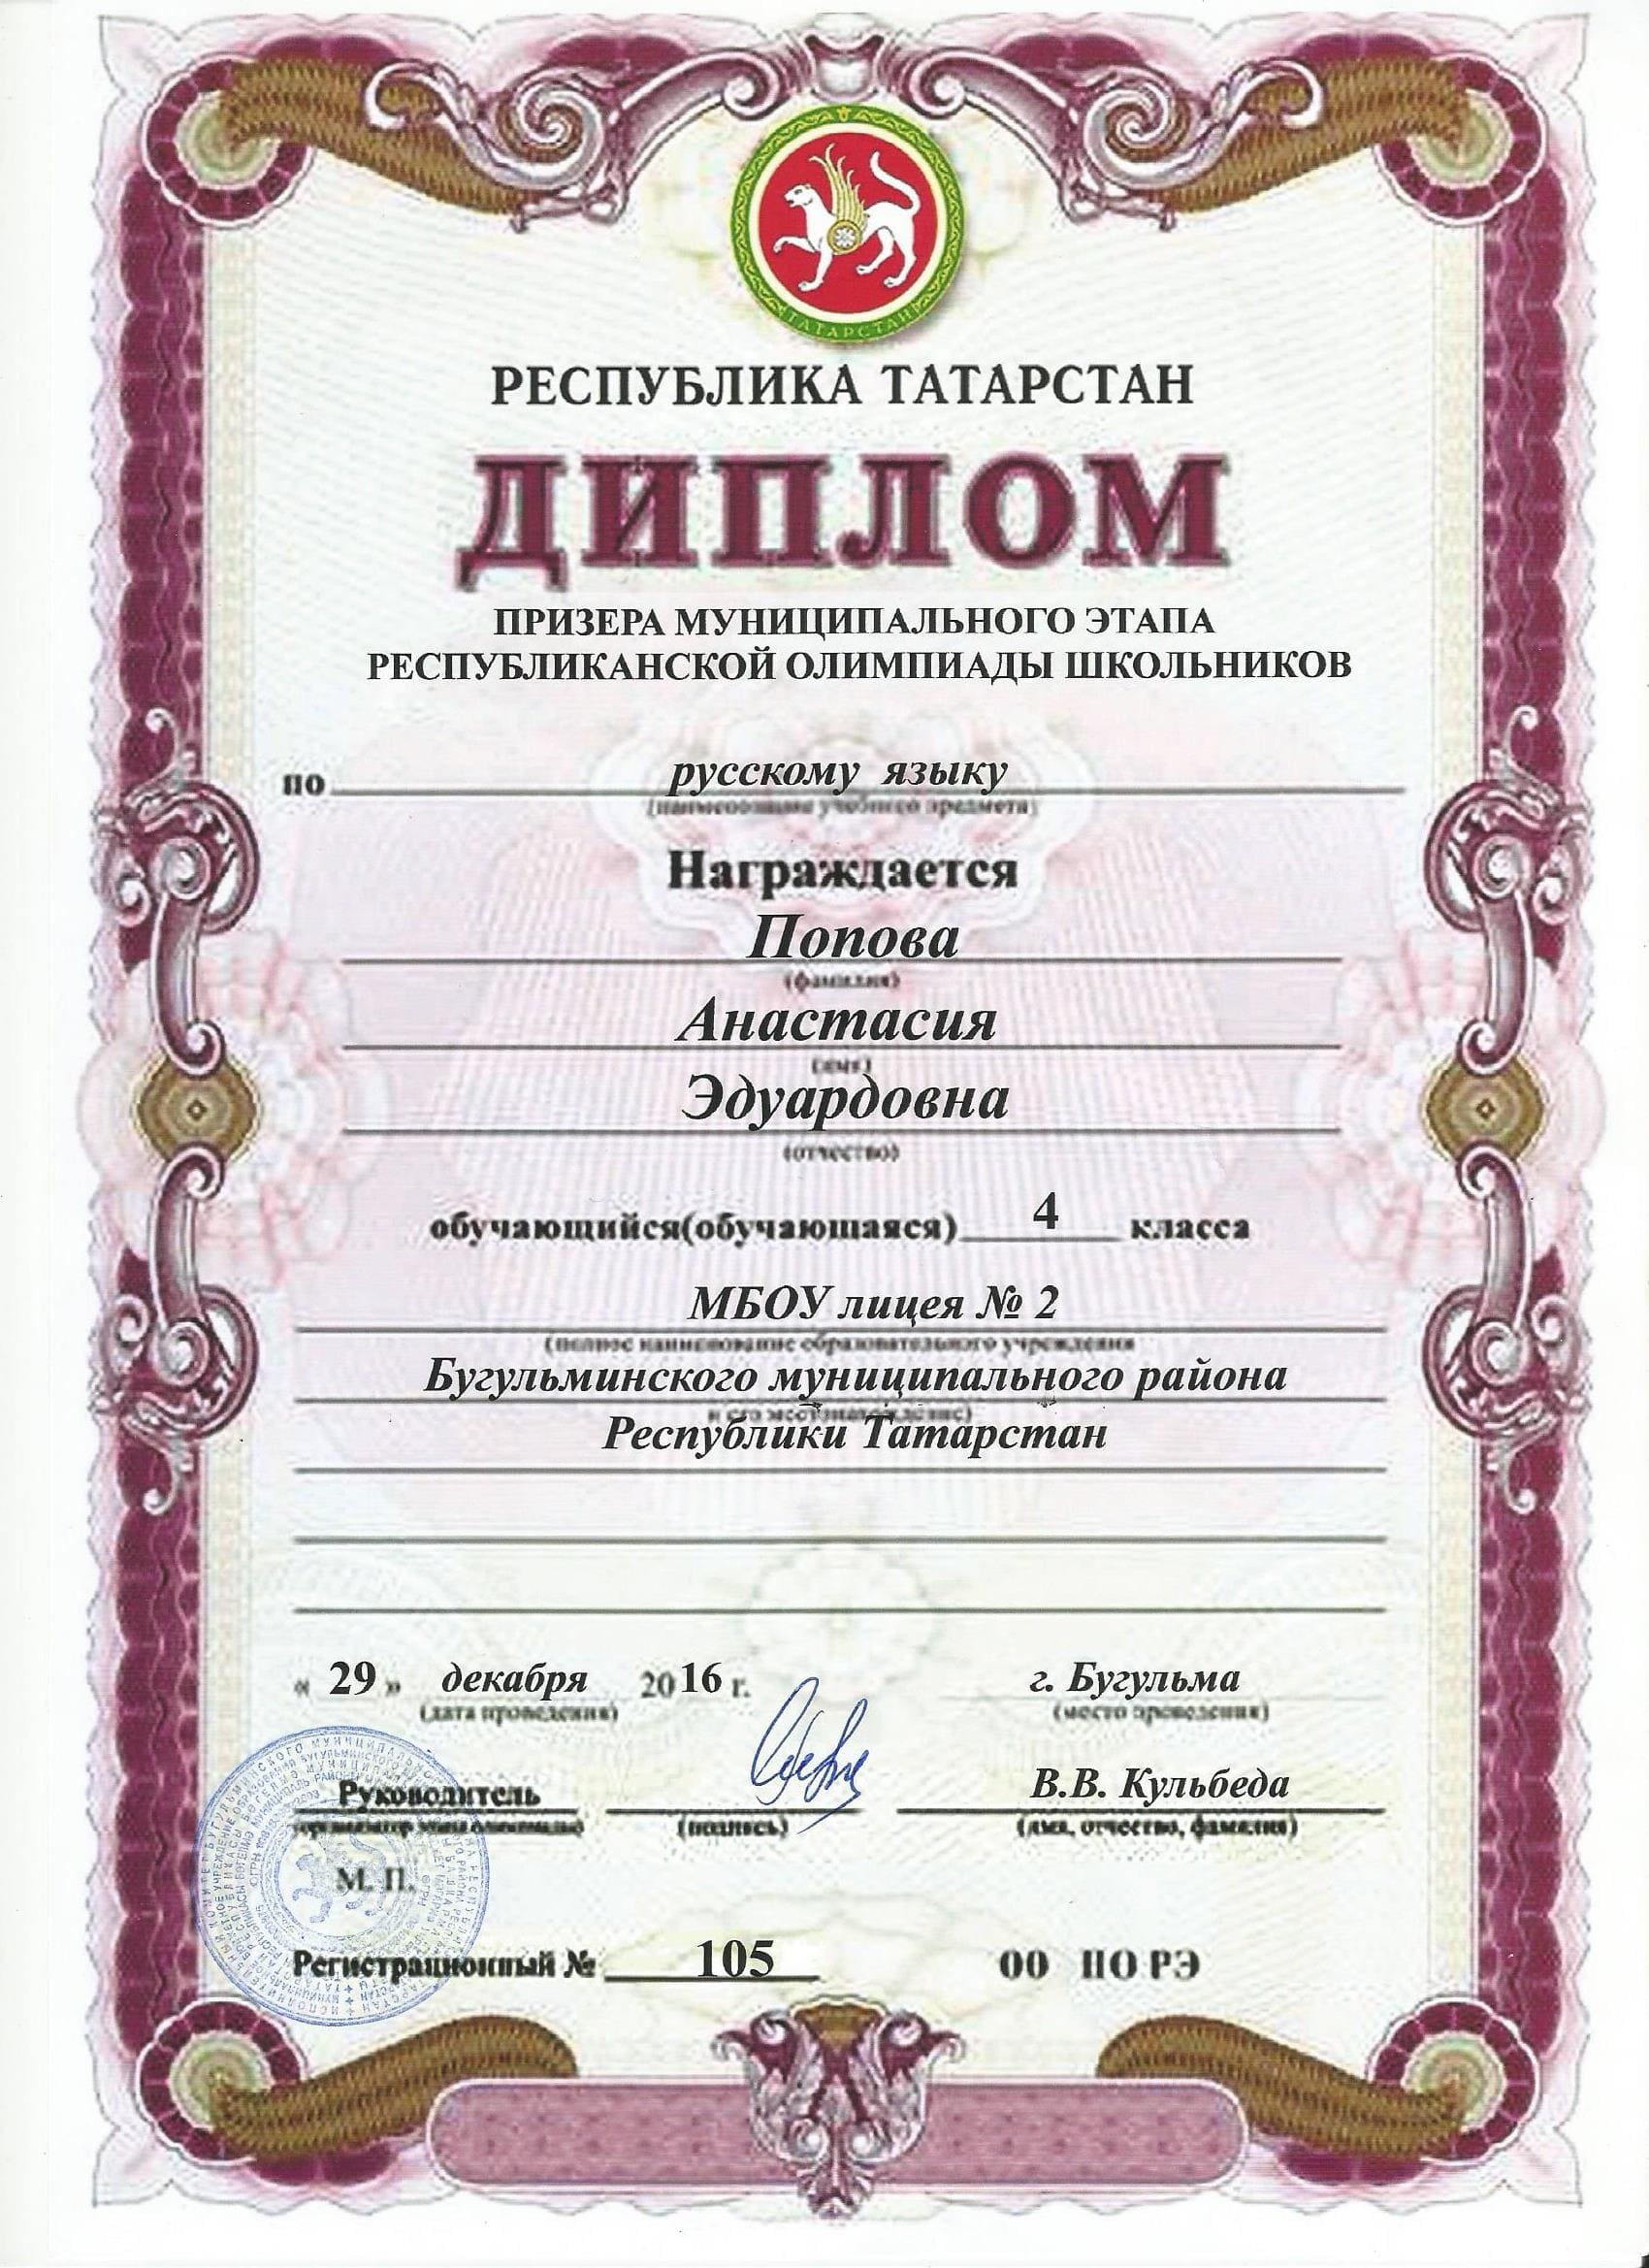 ТАТАРСТАН
РЕСПУБЛИКА ТАТАРСТАН
ДИПЛОМ
ПРИЗЕРА МУНИЦИПАЛЬНОГО ЭТАПА
РЕСПУБЛИКАНСКОЙ ОЛИМПИАДЫ ШКОЛЬНИКОВ
по русскому языку
(наименование учебного предмета)
Награждается
Попова
(фамилия)
Анастасия
(имя)
Эдуардовна
(отчество)
обучающийся(обучающаяся) 4 класса
МБОУ лицея № 2
(полное наименование образовательного учреждения
Бугульминского муниципального района
и его местонахождение)
Республики Татарстан
« 29 » декабря 2016 г. г. Бугульма
(дата проведения) (место проведения)
Руководитель В.В. Кульбеда
(организатор этапа олимпиады) (подпись) (имя, отчество, фамилия)
М. П.
Регистрационный № 105 ОО ПО РЭ